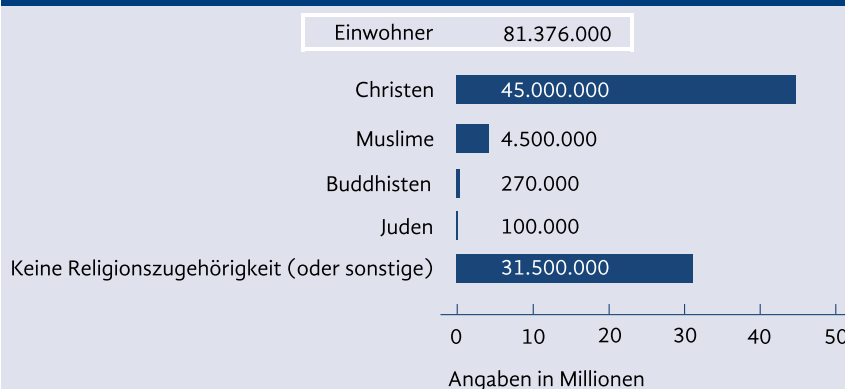 Einwohner 81.376.000
Christen 45.000.000
Muslime 4.500.000
Buddhisten 270.000
Juden 100.000
Keine Religionszugehörigkeit (oder sonstige) 31.500.000
0 10 20 30 40 50
Angaben in Millionen